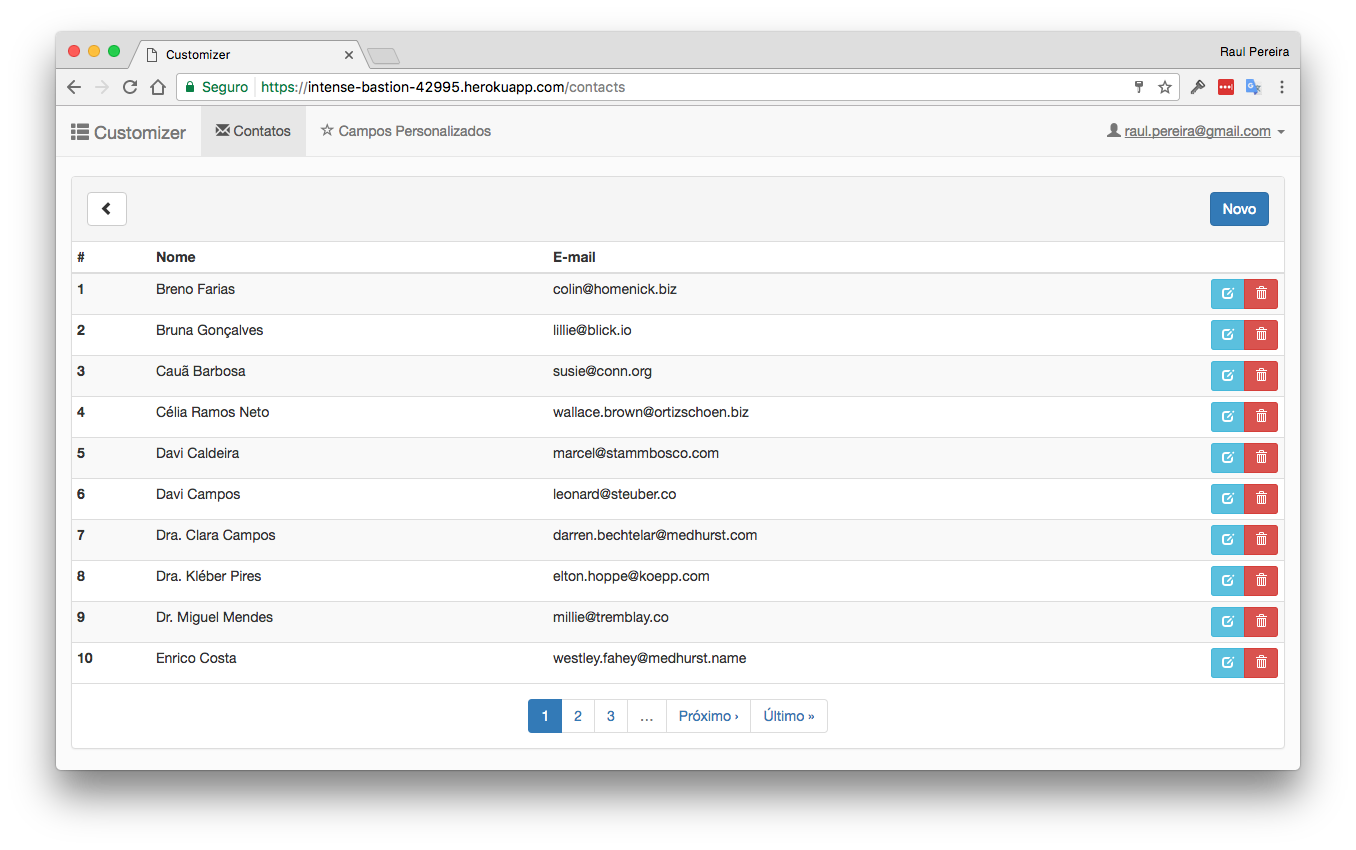 Customizer
Raul Pereira
Seguro https://intense-bastion-42995.herokuapp.com/contacts
Customizer Contatos Campos Personalizados raul.pereira@gmail.com
Novo
# Nome E-mail
1 Breno Farias colin@homenick.biz
2 Bruna Gonçalves lillie@blick.io
3 Cauã Barbosa susie@conn.org
4 Célia Ramos Neto wallace.brown@ortizschoen.biz
5 Davi Caldeira marcel@stammbosco.com
6 Davi Campos leonard@steuber.co
7 Dra. Clara Campos darren.bechtelar@medhurst.com
8 Dra. Kléber Pires elton.hoppe@koepp.com
9 Dr. Miguel Mendes millie@tremblay.co
10 Enrico Costa westley.fahey@medhurst.name
1 2 3 … Próximo › Último »